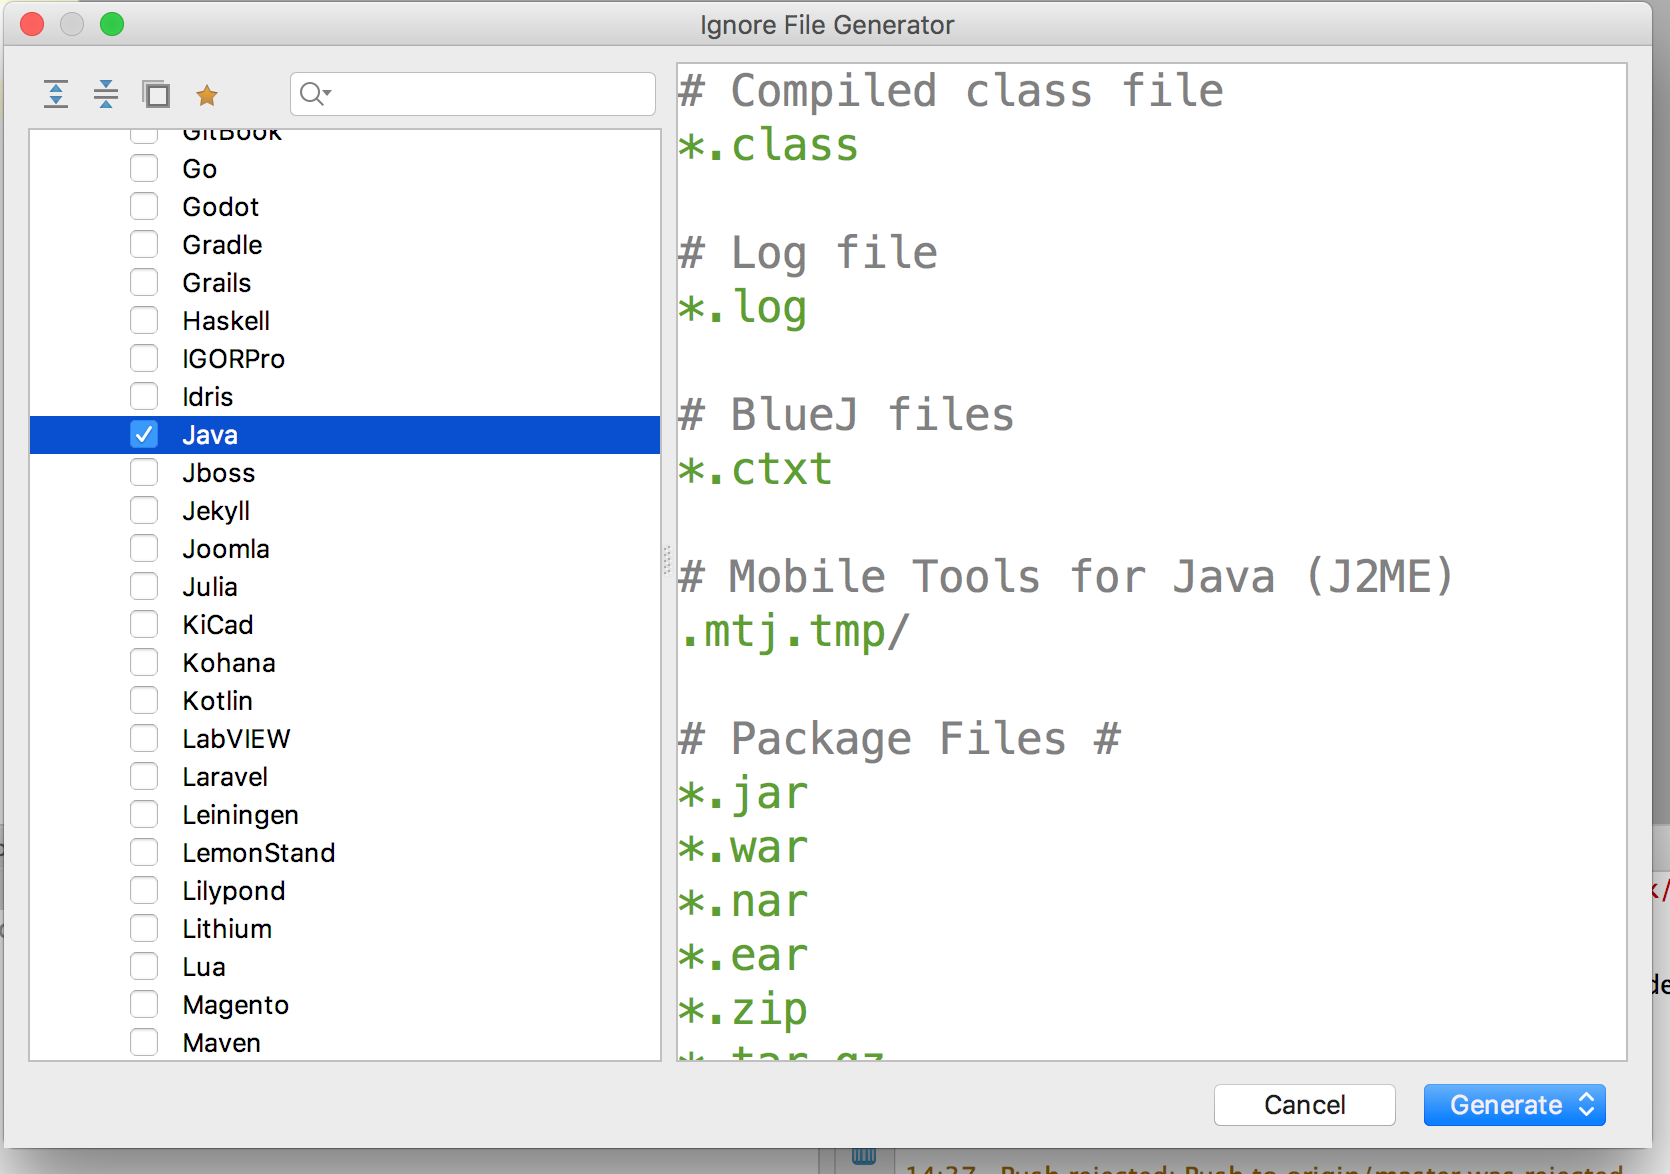 Ignore File Generator
GitBook
Go
Godot
Gradle
Grails
Haskell
IGORPro
Idris
Java
Jboss
Jekyll
Joomla
Julia
KiCad
Kohana
Kotlin
LabVIEW
Laravel
Leiningen
LemonStand
Lilypond
Lithium
Lua
Magento
Maven
# Compiled class file
*.class
# Log file
*.log
# BlueJ files
*.ctxt
# Mobile Tools for Java (J2ME)
.mtj.tmp/
# Package Files #
*.jar
*.war
*.nar
*.ear
*.zip
*.tar.gz
Cancel
Generate
k/
de
14:37 Push rejected: Push to origin/master was rejected